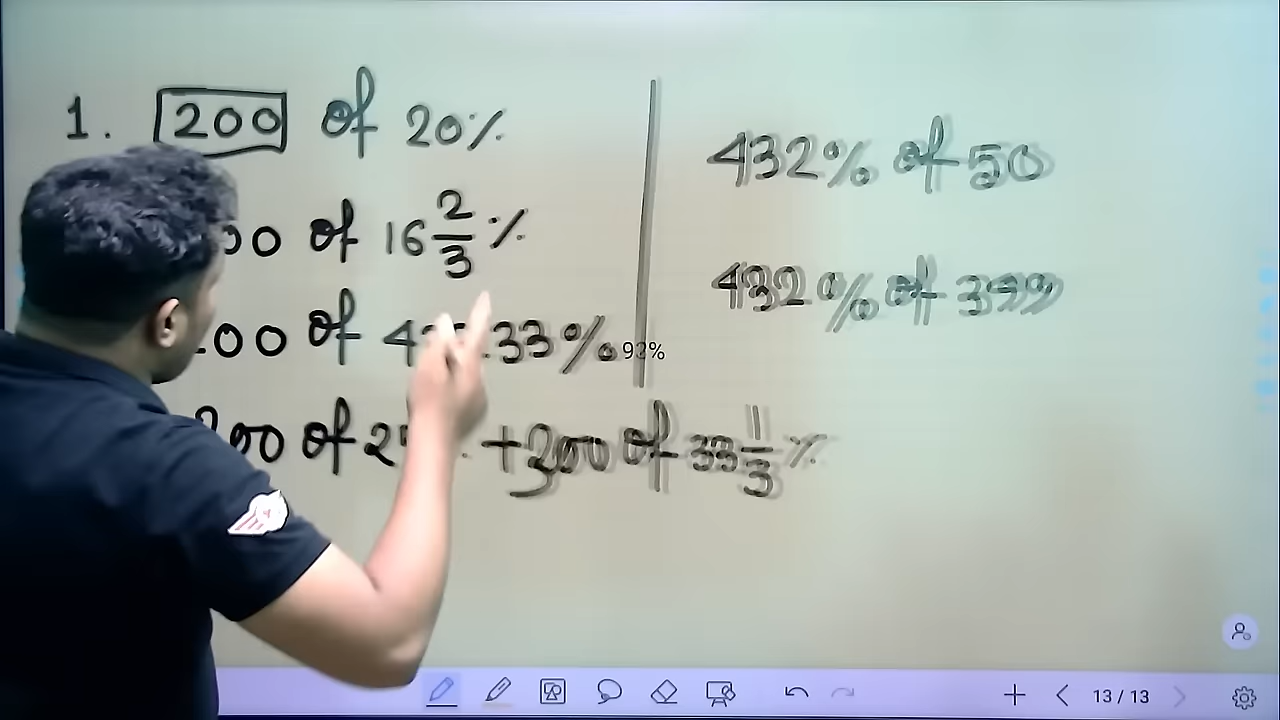 1. 200 of 20%
00 of 16 2/3 %
00 of 4 .33%
93%
200 of 2 + 300 of 33 1/3 %
432% of 50
432% of 399
13 / 13